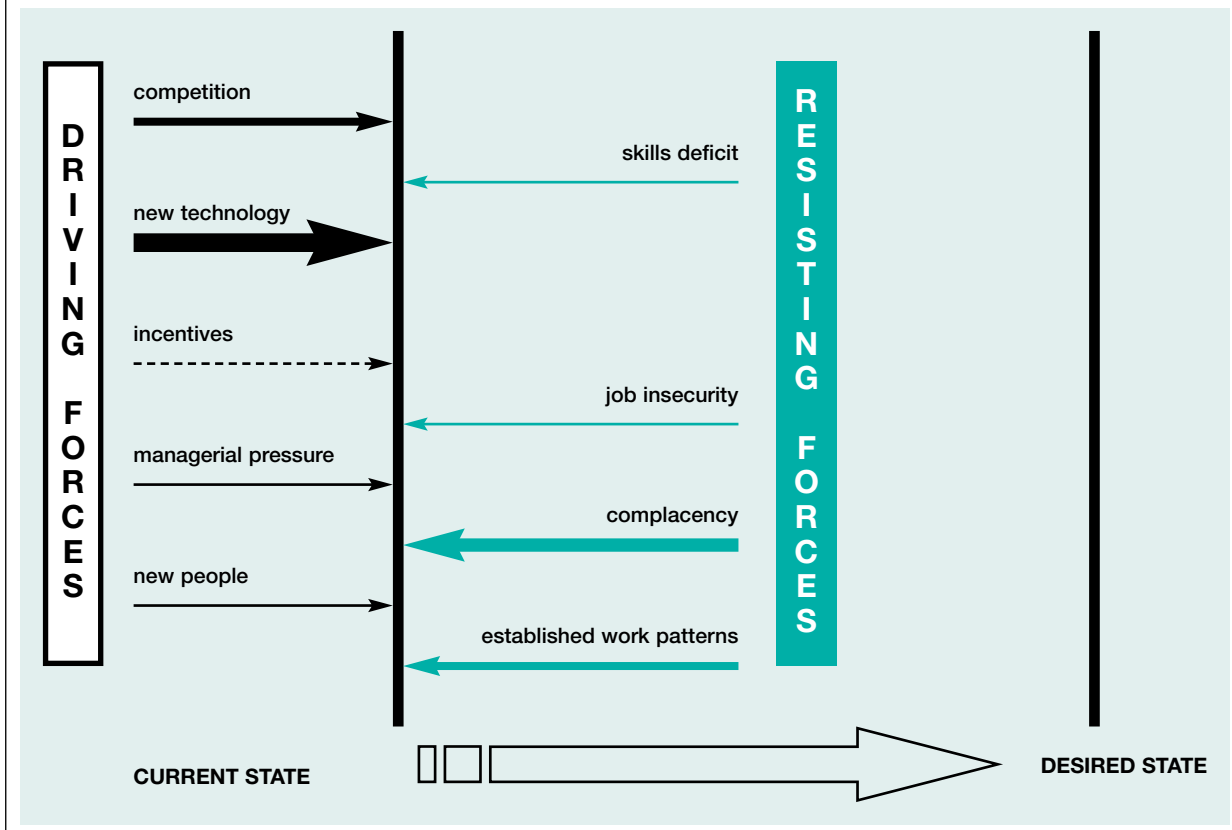 DRIVING FORCES
competition
new technology
incentives
managerial pressure
new people
skills deficit
job insecurity
complacency
established work patterns
RESISTING FORCES
CURRENT STATE
DESIRED STATE